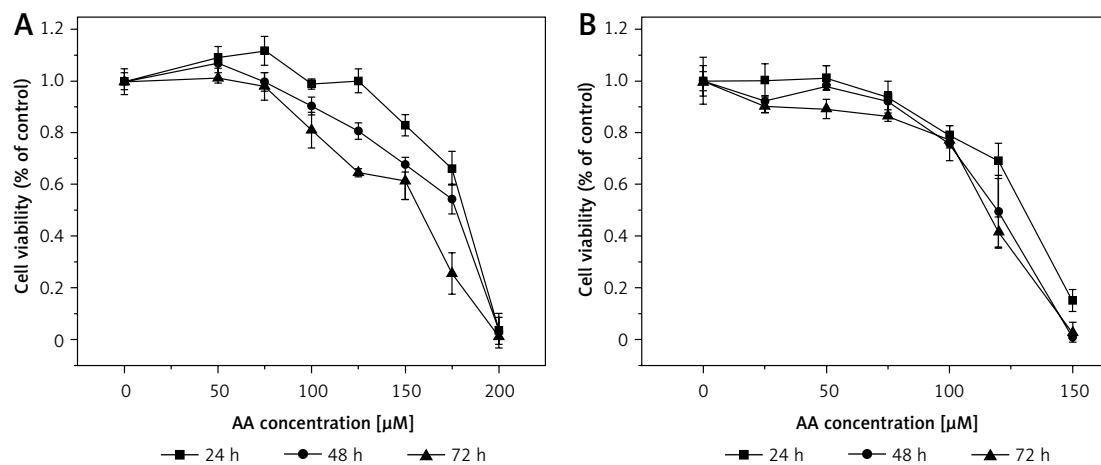 A
Cell viability (% of control)
1.2
1.0
0.8
0.6
0.4
0.2
0
0 50 100 150 200
AA concentration [µM]
24 h 48 h 72 h
B
Cell viability (% of control)
1.2
1.0
0.8
0.6
0.4
0.2
0
0 50 100 150
AA concentration [µM]
24 h 48 h 72 h